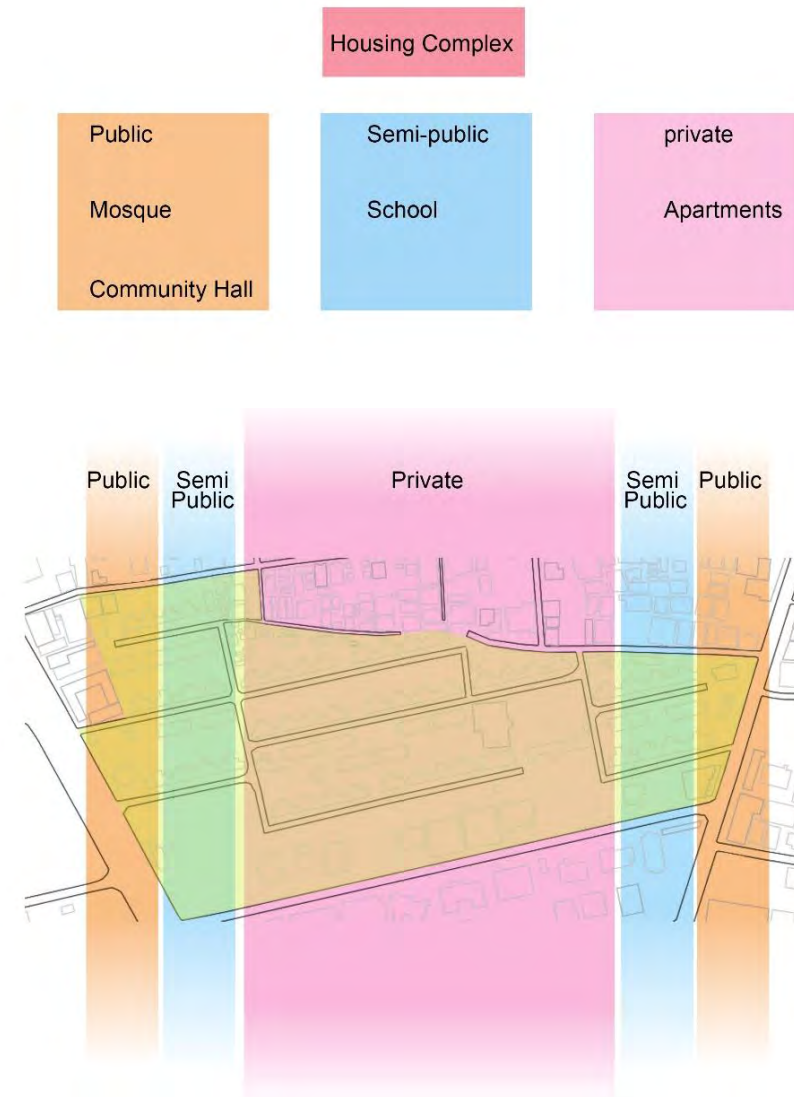 Housing Complex
Public
Mosque
Community Hall
Semi-public
School
private
Apartments
Public
Semi
Public
Private
Semi
Public
Public